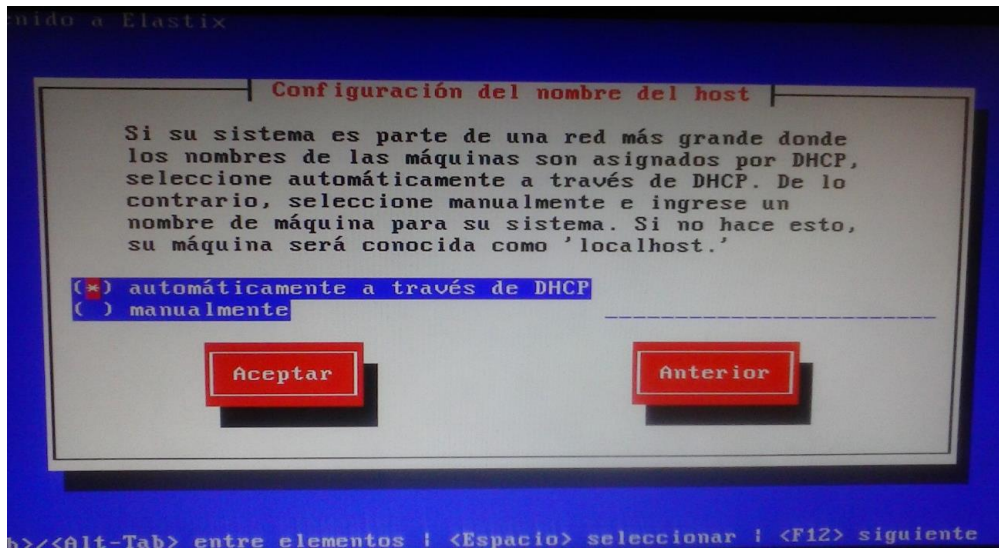 nido a Elastix
Configuración del nombre del host
Si su sistema es parte de una red más grande donde
los nombres de las máquinas son asignados por DHCP,
seleccione automáticamente a través de DHCP. De lo
contrario, seleccione manualmente e ingrese un
nombre de máquina para su sistema. Si no hace esto,
su máquina será conocida como 'localhost.'
(*) automáticamente a través de DHCP
( ) manualmente
Aceptar Anterior
b>/<Alt-Tab> entre elementos | <Espacio> seleccionar | <F12> siguiente